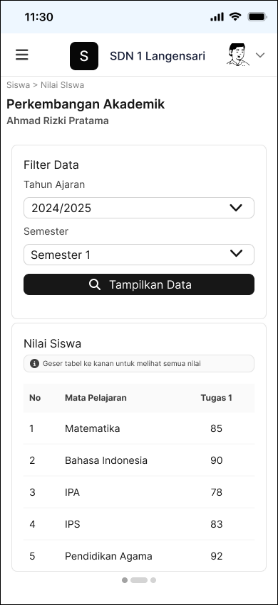 11:30
S
SDN 1 Langensari
Siswa > Nilai SIswa
Perkembangan Akademik
Ahmad Rizki Pratama
Filter Data
Tahun Ajaran
2024/2025
Semester
Semester 1
Tampilkan Data
Nilai Siswa
Geser tabel ke kanan untuk melihat semua nilai
No Mata Pelajaran Tugas 1
1 Matematika 85
2 Bahasa Indonesia 90
3 IPA 78
4 IPS 83
5 Pendidikan Agama 92